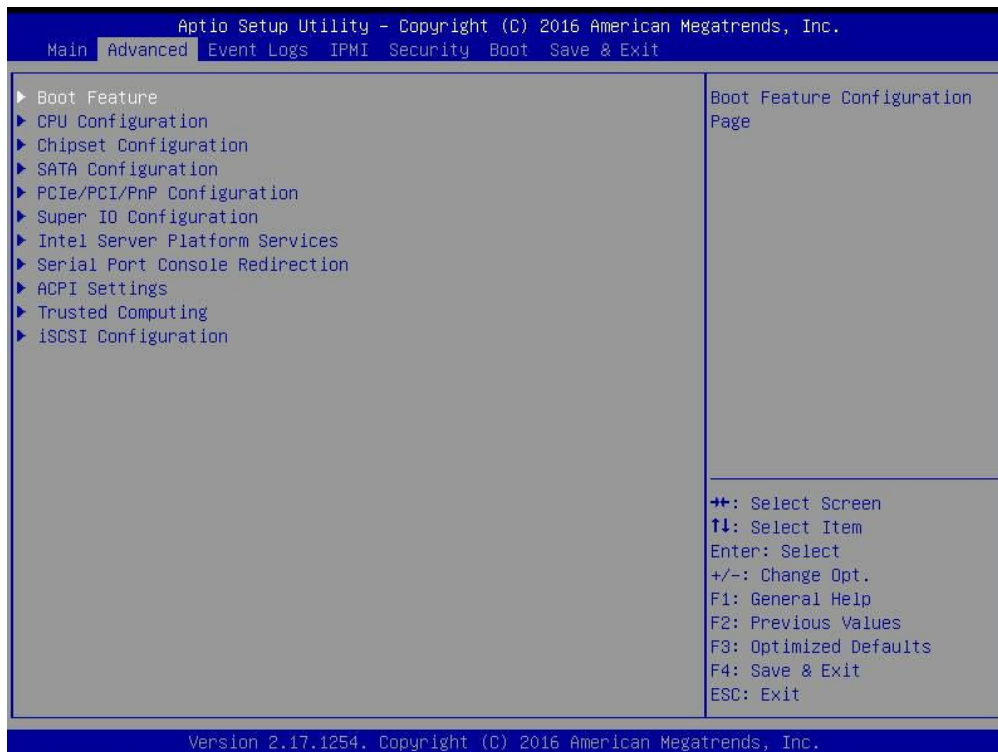 Aptio Setup Utility – Copyright (C) 2016 American Megatrends, Inc.
Main Advanced Event Logs IPMI Security Boot Save & Exit
▶ Boot Feature
▶ CPU Configuration
▶ Chipset Configuration
▶ SATA Configuration
▶ PCIe/PCI/PnP Configuration
▶ Super IO Configuration
▶ Intel Server Platform Services
▶ Serial Port Console Redirection
▶ ACPI Settings
▶ Trusted Computing
▶ iSCSI Configuration
Boot Feature Configuration
Page
→←: Select Screen
↑↓: Select Item
Enter: Select
+/-: Change Opt.
F1: General Help
F2: Previous Values
F3: Optimized Defaults
F4: Save & Exit
ESC: Exit
Version 2.17.1254. Copyright (C) 2016 American Megatrends, Inc.